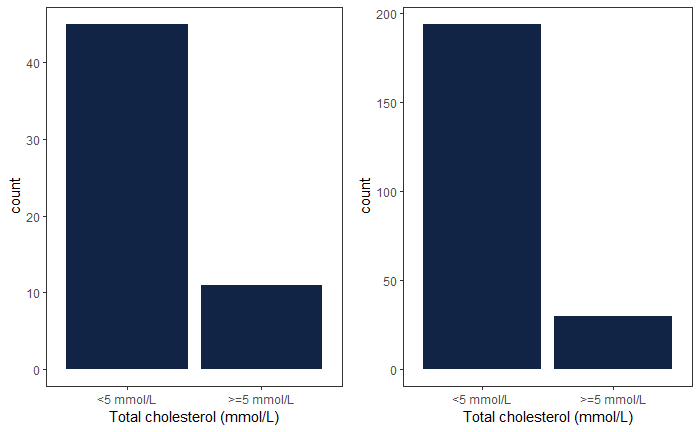 count
40
30
20
10
0
<5 mmol/L >=5 mmol/L
Total cholesterol (mmol/L)
count
200
150
100
50
0
<5 mmol/L >=5 mmol/L
Total cholesterol (mmol/L)